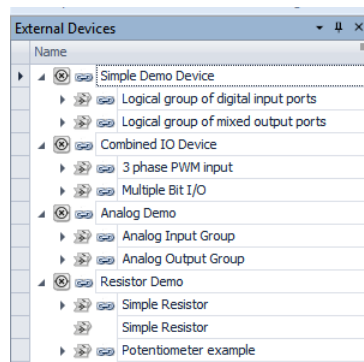 External Devices
Name
Simple Demo Device
Logical group of digital input ports
Logical group of mixed output ports
Combined IO Device
3 phase PWM input
Multiple Bit I/O
Analog Demo
Analog Input Group
Analog Output Group
Resistor Demo
Simple Resistor
Simple Resistor
Potentiometer example